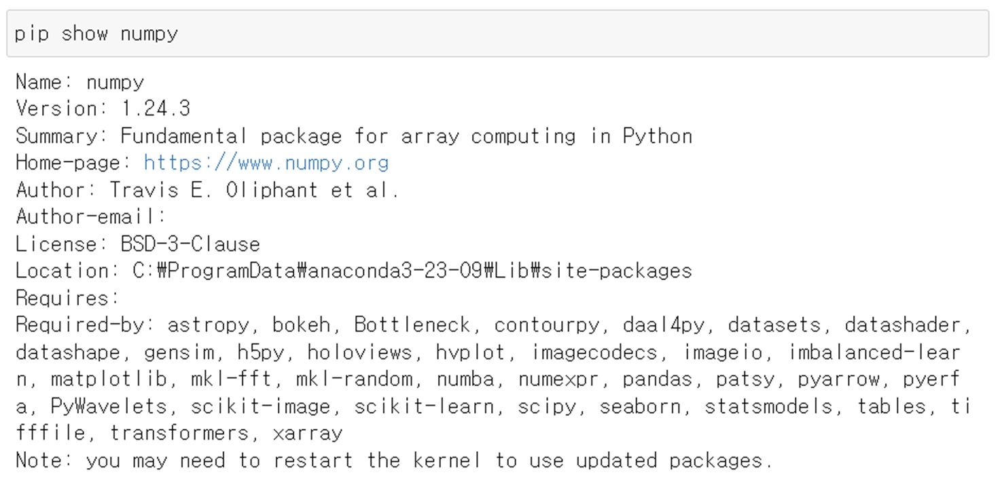 pip show numpy
Name: numpy
Version: 1.24.3
Summary: Fundamental package for array computing in Python
Home-page: https://www.numpy.org
Author: Travis E. Oliphant et al.
Author-email:
License: BSD-3-Clause
Location: C:₩ProgramData₩anaconda3-23-09₩Lib₩site-packages
Requires:
Required-by: astropy, bokeh, Bottleneck, contourpy, daal4py, datasets, datashader,
datashape, gensim, h5py, holoviews, hvplot, imagecodecs, imageio, imbalanced-lear
n, matplotlib, mkl-fft, mkl-random, numba, numexpr, pandas, patsy, pyarrow, pyerf
a, PyWavelets, scikit-image, scikit-learn, scipy, seaborn, statsmodels, tables, ti
fffile, transformers, xarray
Note: you may need to restart the kernel to use updated packages.